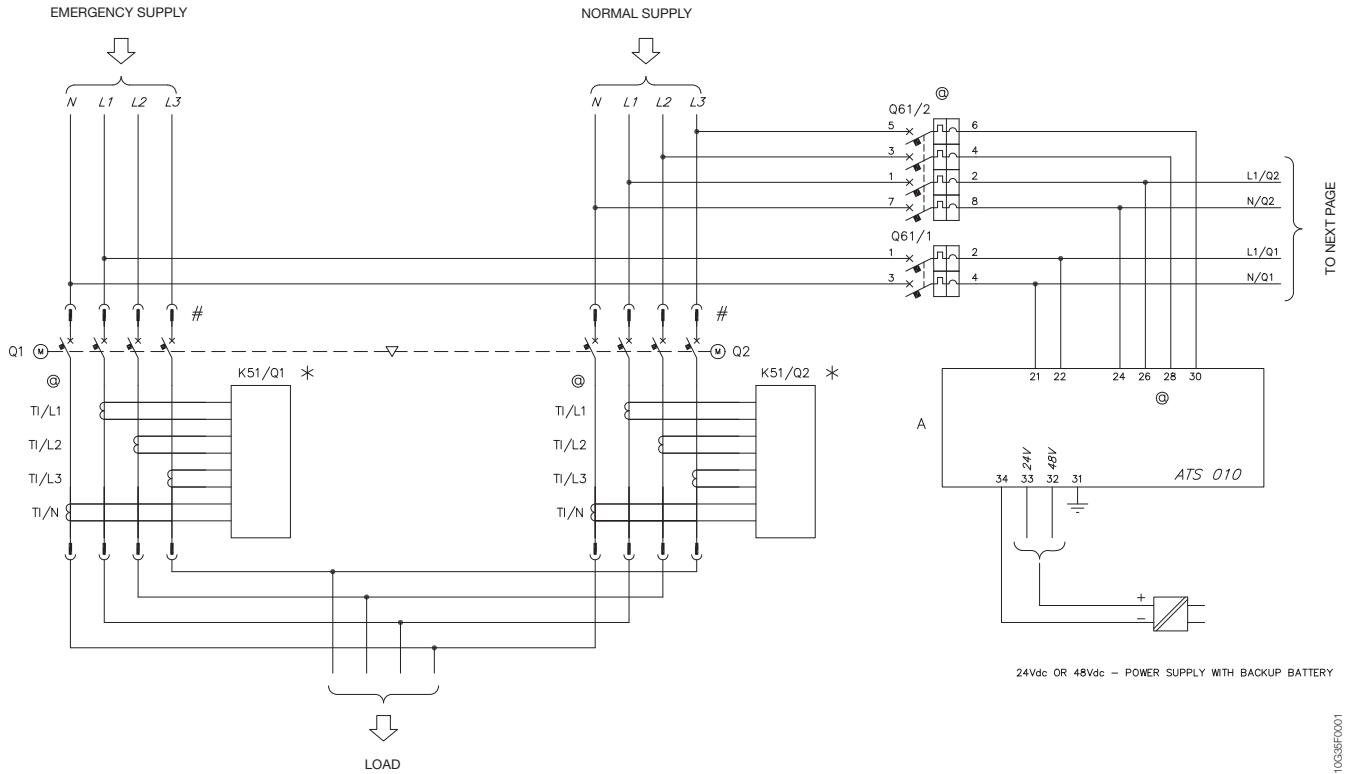 EMERGENCY SUPPLY
NORMAL SUPPLY
N L1 L2 L3
N L1 L2 L3
@
Q61/2
5 6
3 4
1 2
L1/Q2
7 8
N/Q2
TO NEXT PAGE
Q61/1
1 2
L1/Q1
3 4
N/Q1
#
#
Q1 M
M Q2
@
K51/Q1 *
@
K51/Q2 *
21 22 24 26 28 30
@
TI/L1
TI/L1
A
TI/L2
TI/L2
TI/L3
TI/L3
24V
48V
ATS 010
34 33 32 31
TI/N
TI/N
+
−
24Vdc OR 48Vdc – POWER SUPPLY WITH BACKUP BATTERY
LOAD
10G35F0001